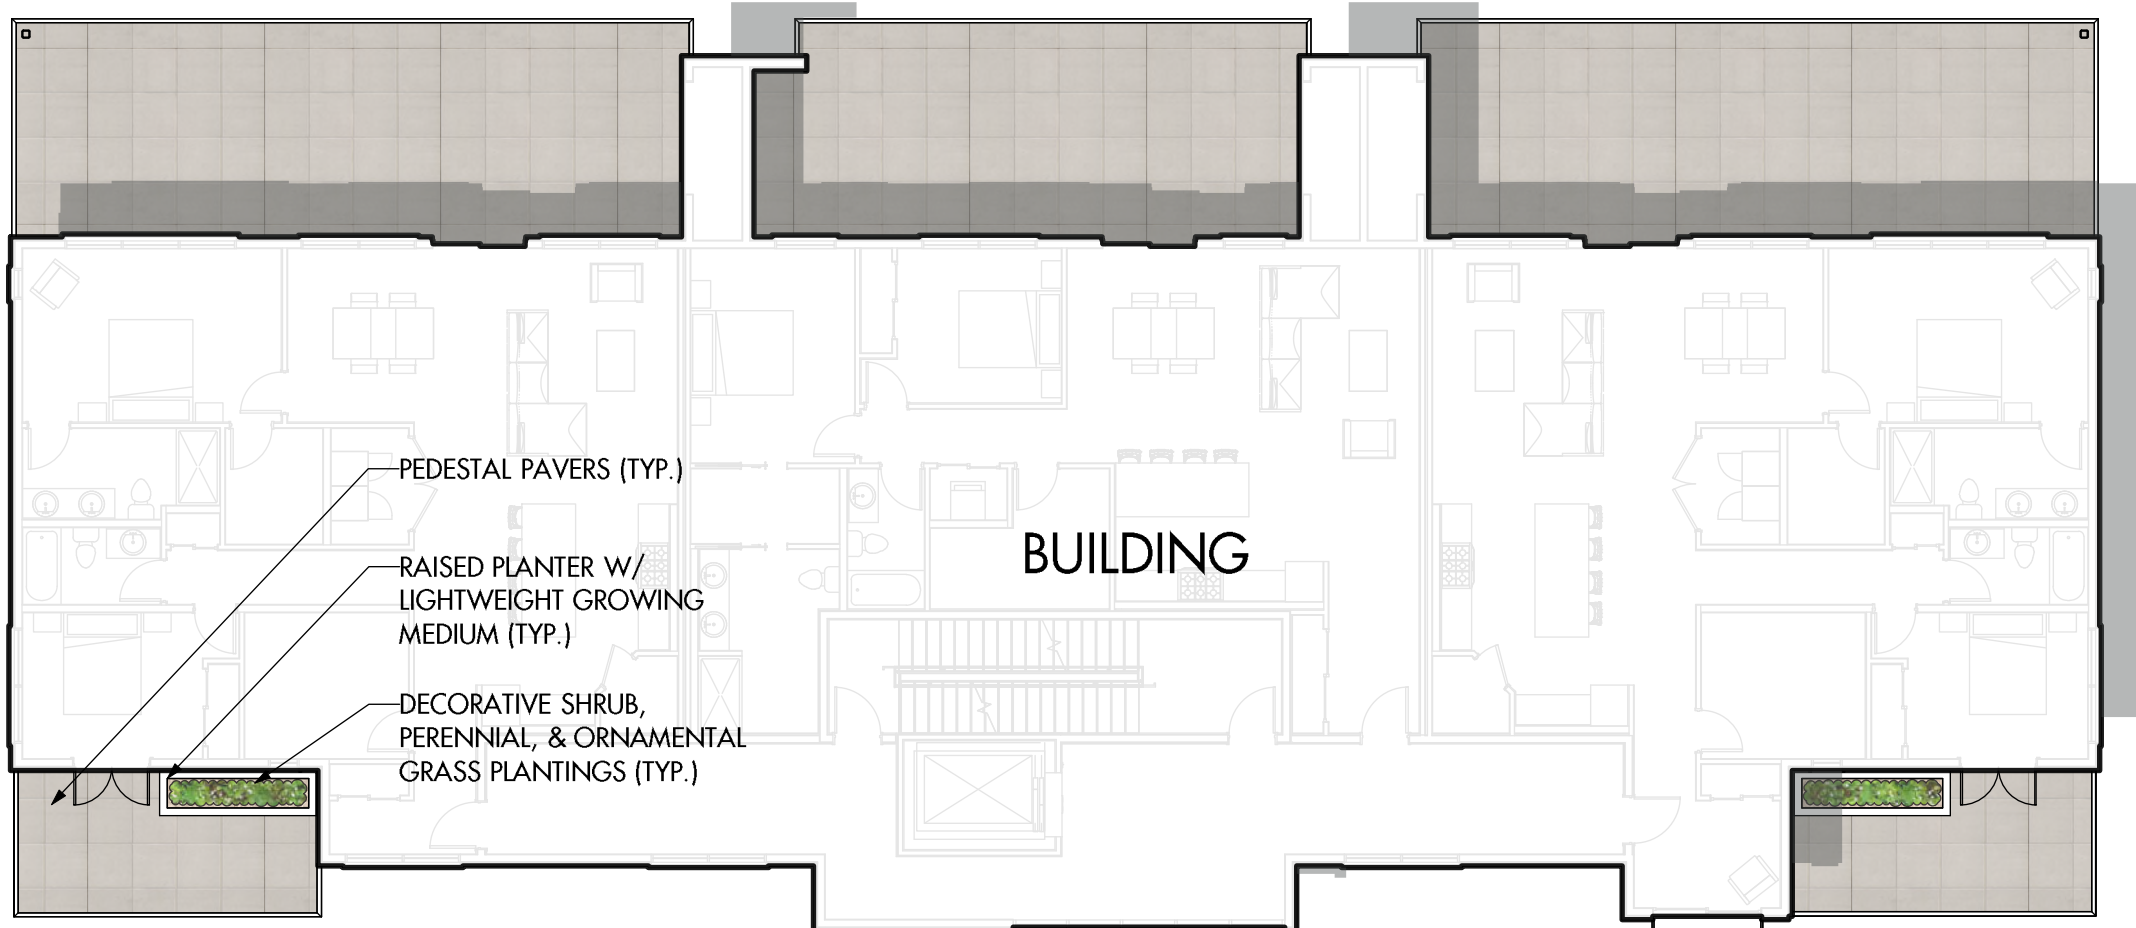 PEDESTAL PAVERS (TYP.)
BUILDING
RAISED PLANTER W/
LIGHTWEIGHT GROWING
MEDIUM (TYP.)
DECORATIVE SHRUB,
PERENNIAL, & ORNAMENTAL
GRASS PLANTINGS (TYP.)